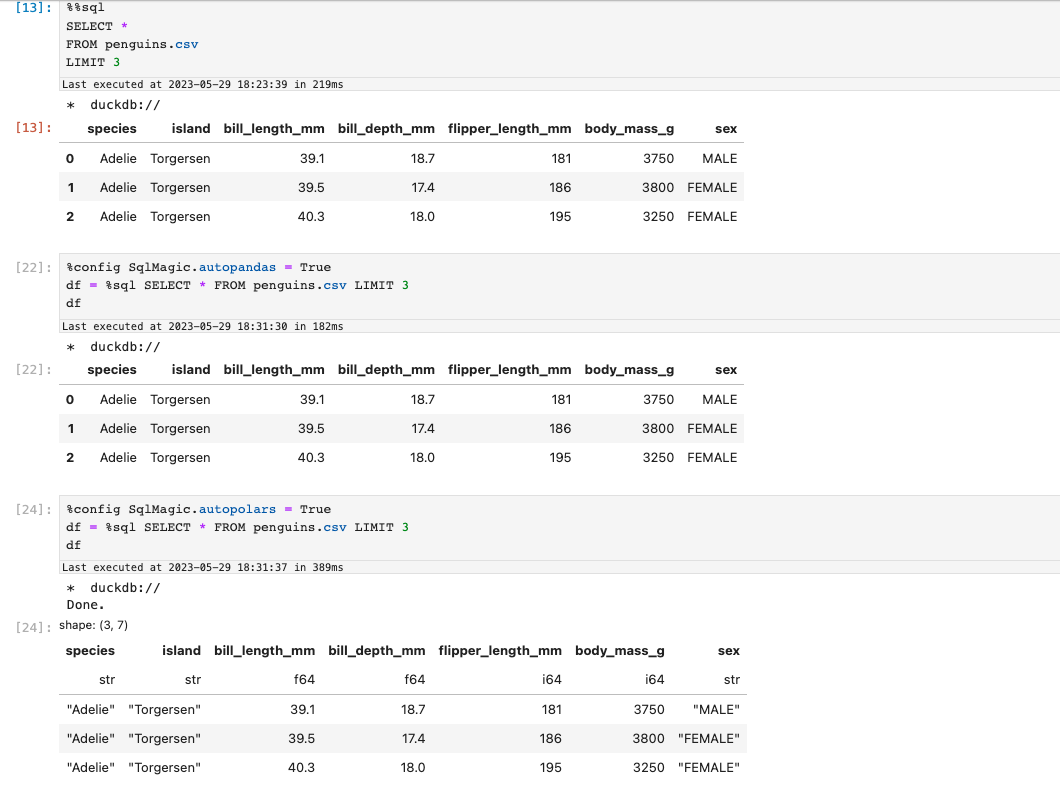 [13]: %%sql
SELECT *
FROM penguins.csv
LIMIT 3
Last executed at 2023-05-29 18:23:39 in 219ms
* duckdb://
[13]: species island bill_length_mm bill_depth_mm flipper_length_mm body_mass_g sex
0 Adelie Torgersen 39.1 18.7 181 3750 MALE
1 Adelie Torgersen 39.5 17.4 186 3800 FEMALE
2 Adelie Torgersen 40.3 18.0 195 3250 FEMALE
[22]: %config SqlMagic.autopandas = True
df = %sql SELECT * FROM penguins.csv LIMIT 3
df
Last executed at 2023-05-29 18:31:30 in 182ms
* duckdb://
[22]: species island bill_length_mm bill_depth_mm flipper_length_mm body_mass_g sex
0 Adelie Torgersen 39.1 18.7 181 3750 MALE
1 Adelie Torgersen 39.5 17.4 186 3800 FEMALE
2 Adelie Torgersen 40.3 18.0 195 3250 FEMALE
[24]: %config SqlMagic.autopolars = True
df = %sql SELECT * FROM penguins.csv LIMIT 3
df
Last executed at 2023-05-29 18:31:37 in 389ms
* duckdb://
Done.
[24]: shape: (3, 7)
species island bill_length_mm bill_depth_mm flipper_length_mm body_mass_g sex
str str f64 f64 i64 i64 str
"Adelie" "Torgersen" 39.1 18.7 181 3750 "MALE"
"Adelie" "Torgersen" 39.5 17.4 186 3800 "FEMALE"
"Adelie" "Torgersen" 40.3 18.0 195 3250 "FEMALE"